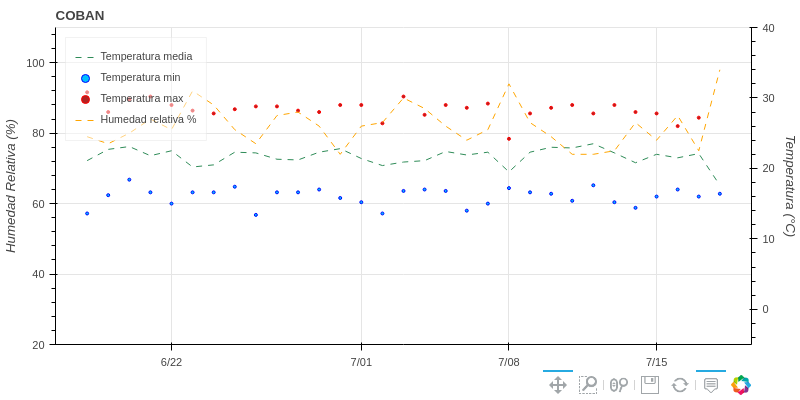 COBAN
Temperatura media
Temperatura min
Temperatura max
Humedad relativa %
Humedad Relativa (%)
100
80
60
40
20
Temperatura (°C)
40
30
20
10
0
6/22
7/01
7/08
7/15